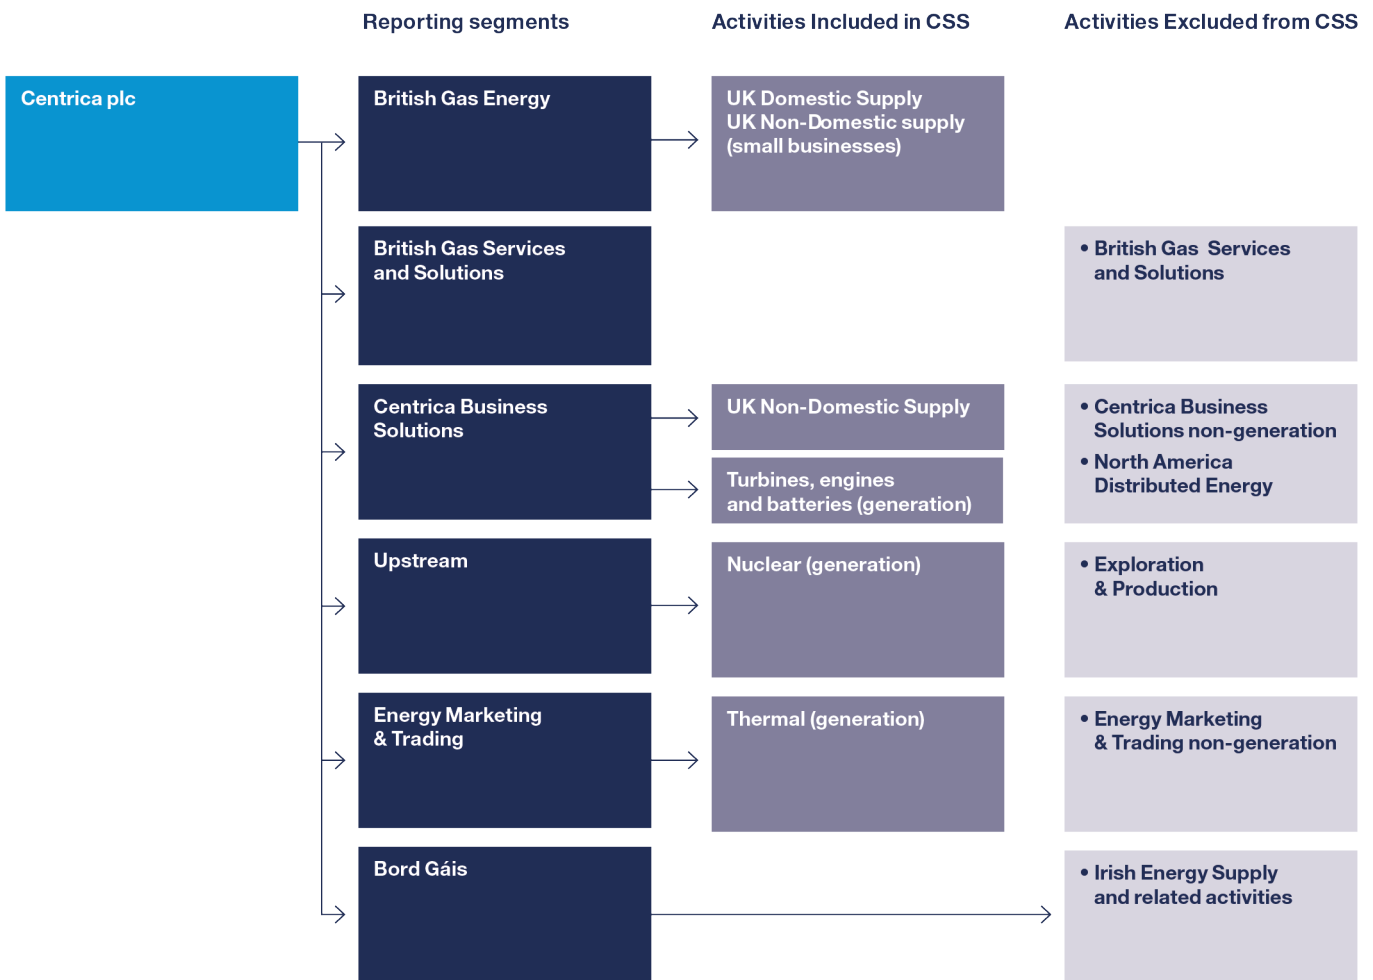 Reporting segments
Activities Included in CSS
Activities Excluded from CSS
Centrica plc
British Gas Energy
UK Domestic Supply
UK Non-Domestic supply
(small businesses)
British Gas Services
and Solutions
• British Gas Services
and Solutions
Centrica Business
Solutions
UK Non-Domestic Supply
Turbines, engines
and batteries (generation)
• Centrica Business
Solutions non-generation
• North America
Distributed Energy
Upstream
Nuclear (generation)
• Exploration
& Production
Energy Marketing
& Trading
Thermal (generation)
• Energy Marketing
& Trading non-generation
Bord Gáis
• Irish Energy Supply
and related activities